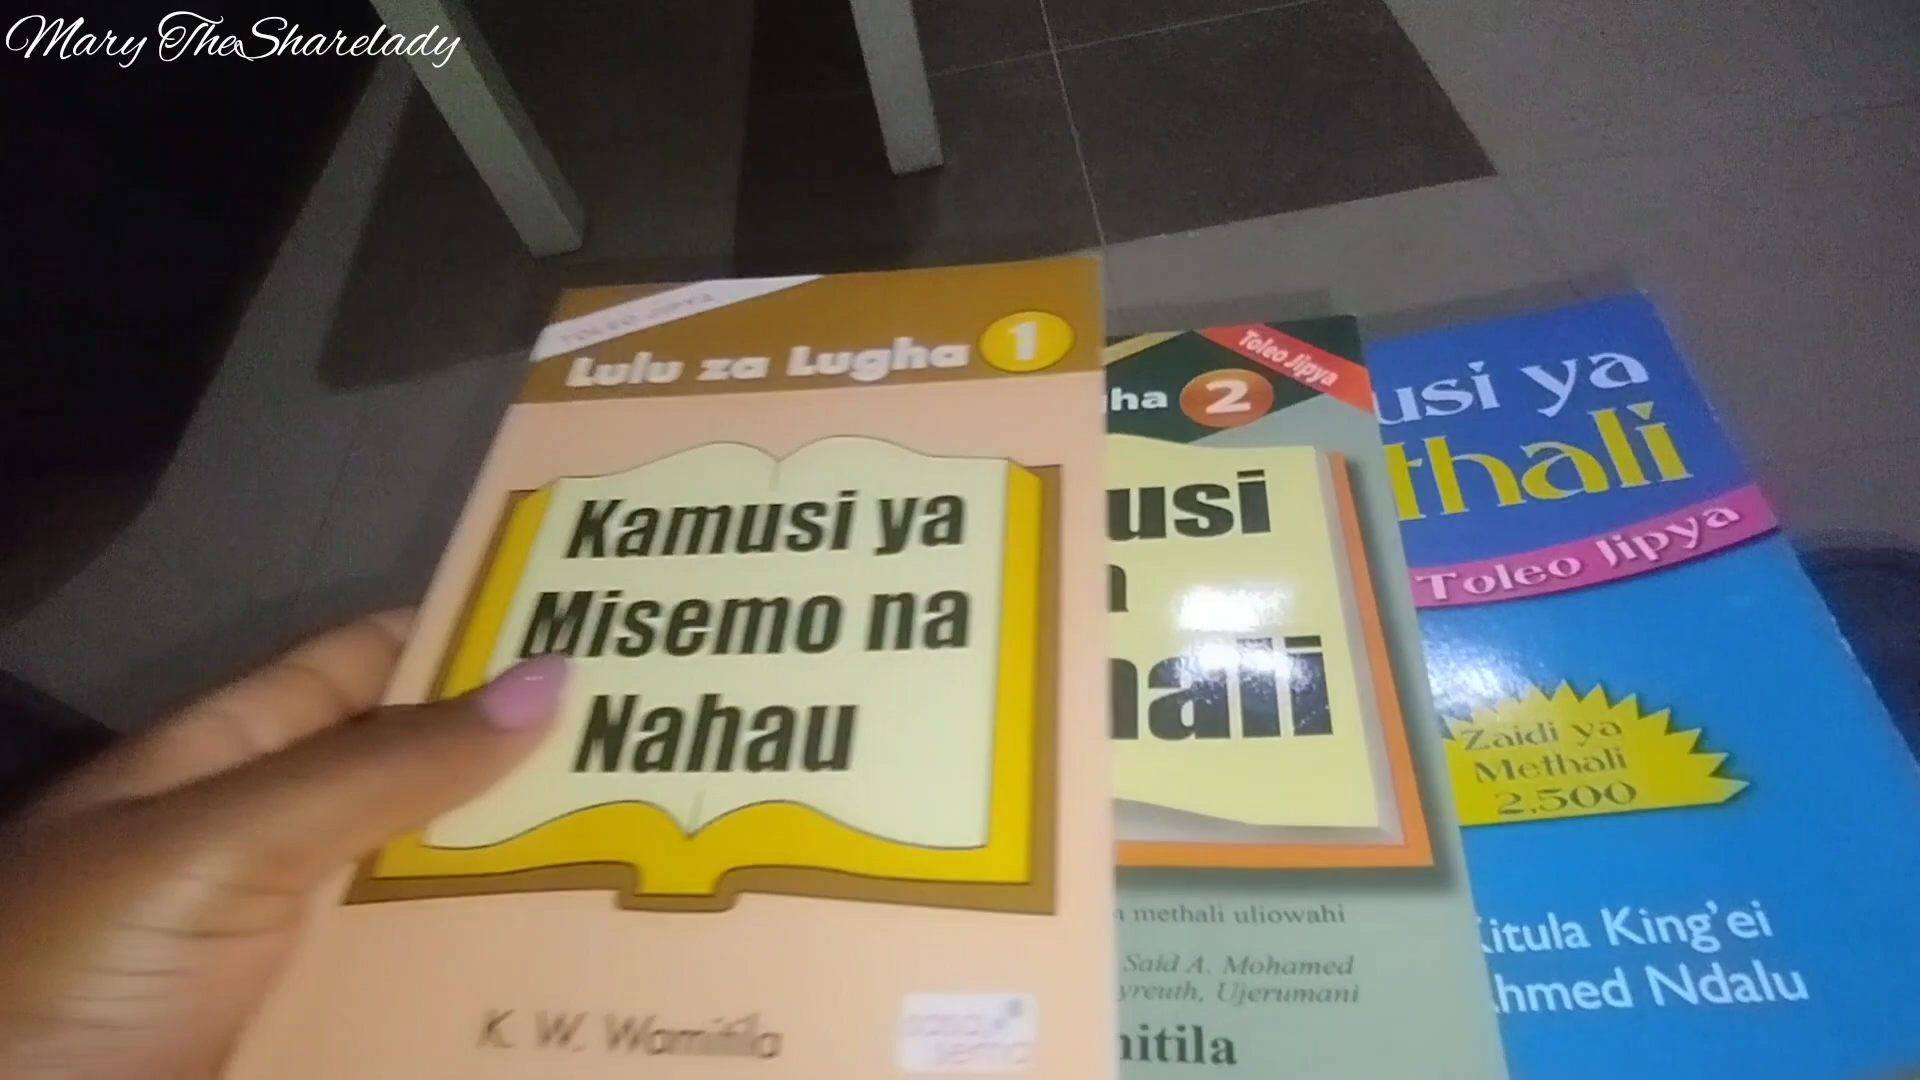 Mary TheSharelady
Lulu za Lugha 1
Kamusi ya
Misemo na
Nahau
K. W. Wamitila
gha 2
Toleo Jipya
usi
ali
methali uliowahi
Said A. Mohamed
yreuth, Ujerumani
nitila
usi ya
thali
Toleo Jipya
Zaidi ya
Methali
2,500
Kitula King'ei
Ahmed Ndalu